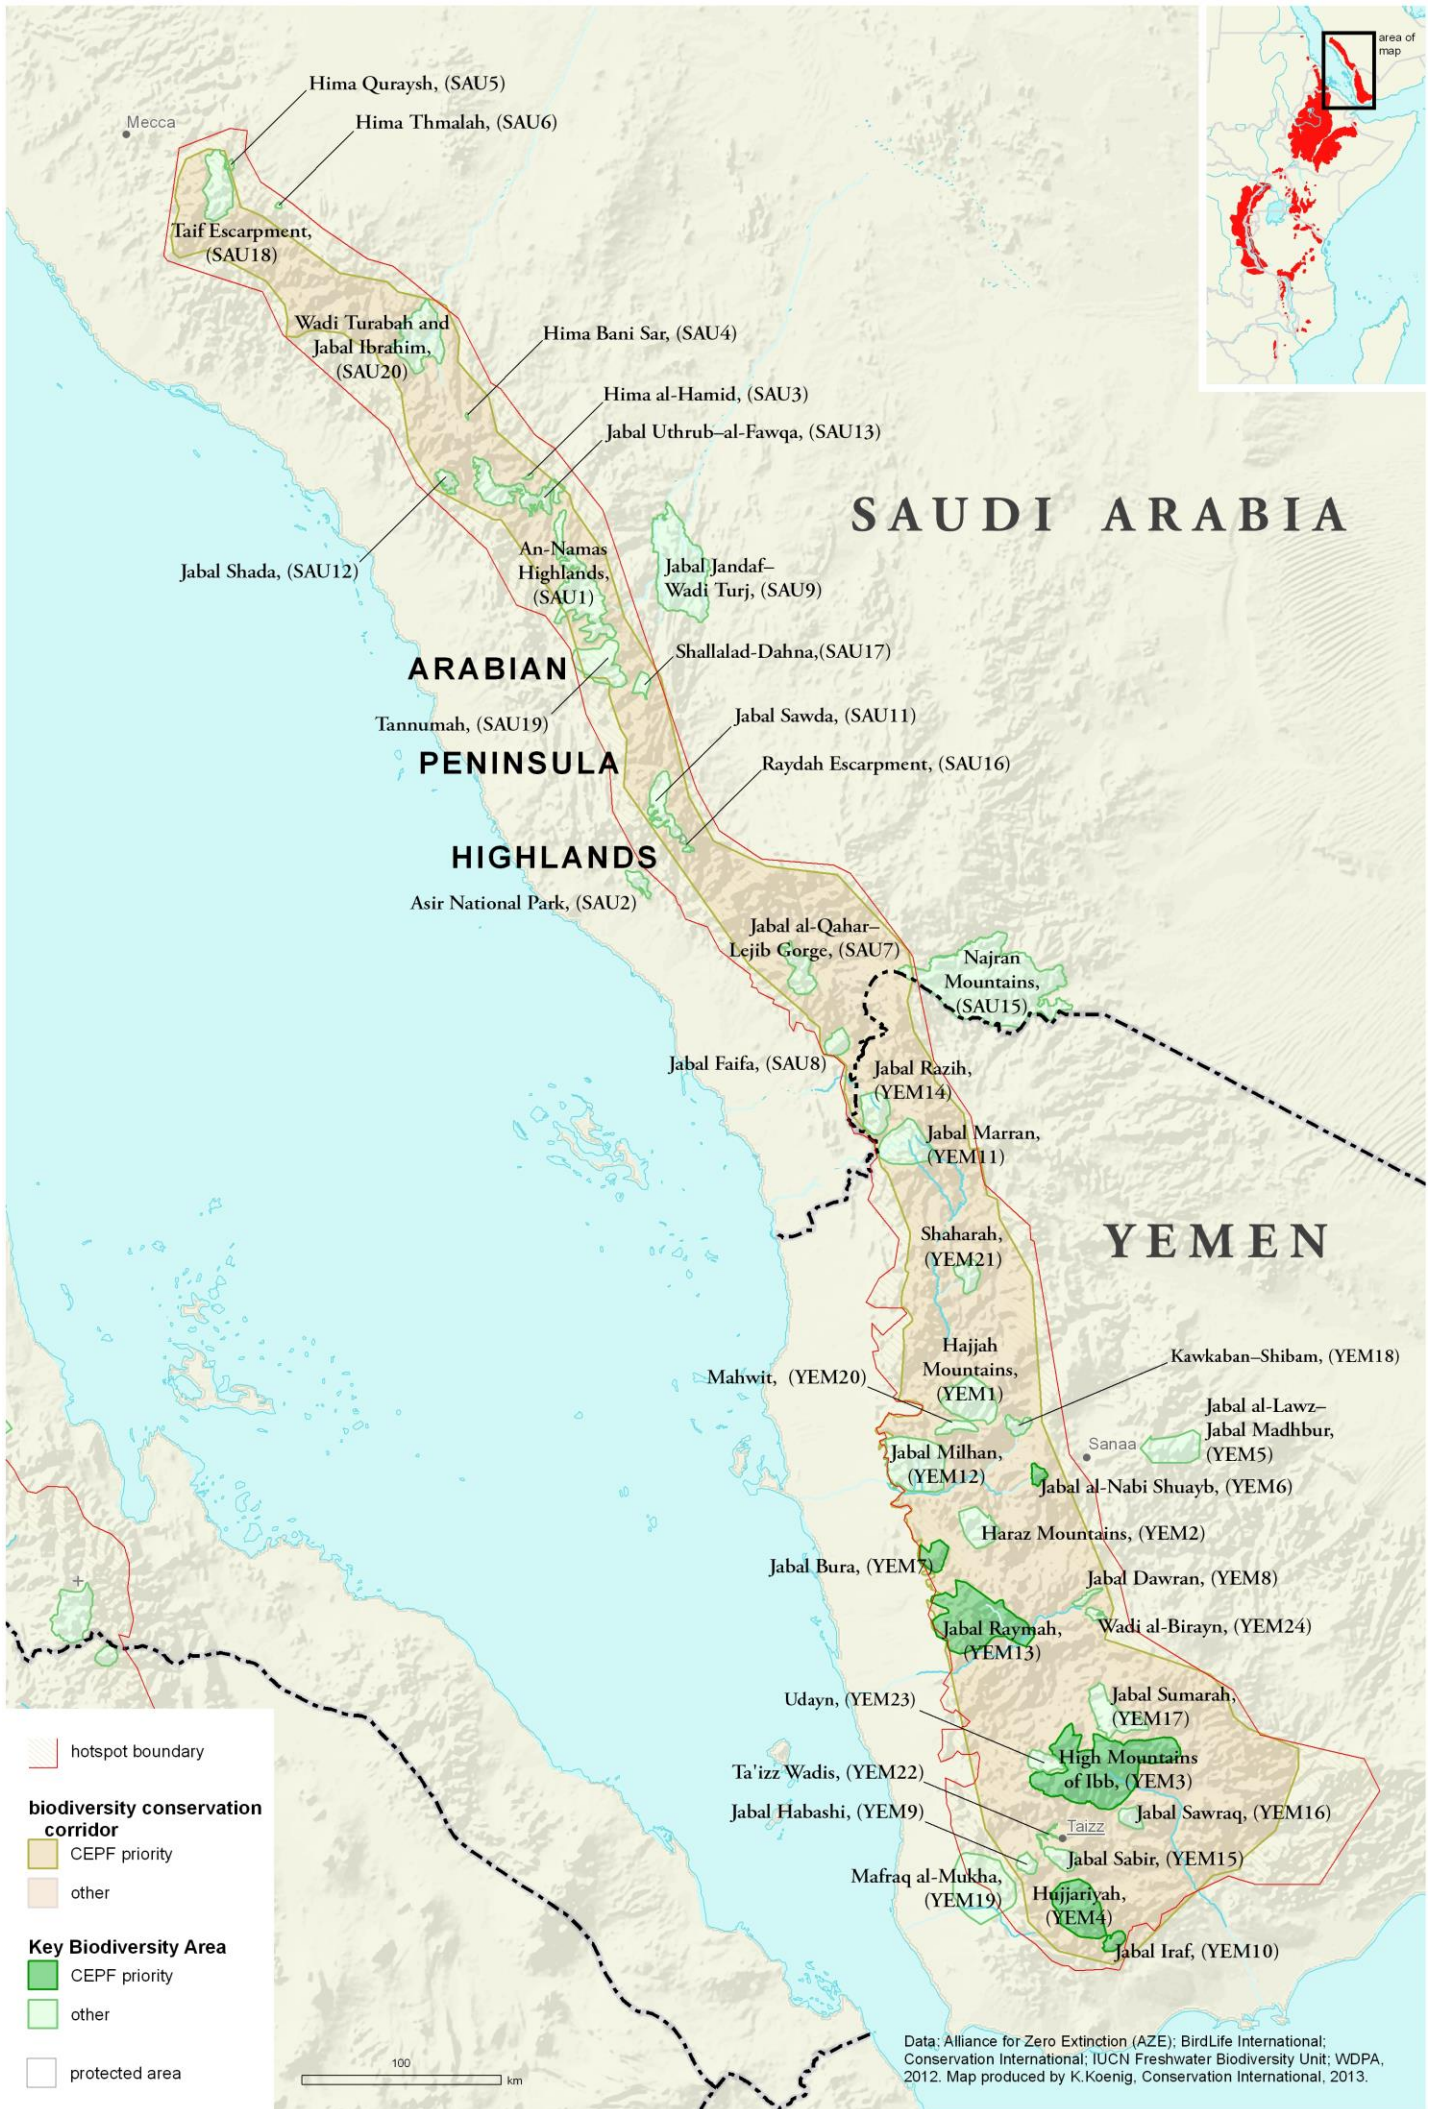 area of
map
Hima Quraysh, (SAU5)
Mecca
Hima Thmalah, (SAU6)
Taif Escarpment,
(SAU18)
Wadi Turabah and
Jabal Ibrahim,
(SAU20)
Hima Bani Sar, (SAU4)
Hima al-Hamid, (SAU3)
Jabal Uthrub–al-Fawqa, (SAU13)
SAUDI ARABIA
Jabal Shada, (SAU12)
An-Namas
Highlands,
(SAU1)
Jabal Jandaf–
Wadi Turj, (SAU9)
Shallalad-Dahna,(SAU17)
ARABIAN
PENINSULA
HIGHLANDS
Tannumah, (SAU19)
Jabal Sawda, (SAU11)
Raydah Escarpment, (SAU16)
Asir National Park, (SAU2)
Jabal al-Qahar–
Lejib Gorge, (SAU7)
Najran
Mountains,
(SAU15)
Jabal Faifa, (SAU8)
Jabal Razih,
(YEM14)
Jabal Marran,
(YEM11)
YEMEN
Shaharah,
(YEM21)
Hajjah
Mountains,
(YEM1)
Kawkaban–Shibam, (YEM18)
Mahwit, (YEM20)
Jabal al-Lawz–
Jabal Madhbur,
(YEM5)
Sanaa
Jabal Milhan,
(YEM12)
Jabal al-Nabi Shuayb, (YEM6)
Haraz Mountains, (YEM2)
Jabal Bura, (YEM7)
Jabal Dawran, (YEM8)
Jabal Raymah,
(YEM13)
Wadi al-Birayn, (YEM24)
Udayn, (YEM23)
Jabal Sumarah,
(YEM17)
High Mountains
of Ibb, (YEM3)
Ta'izz Wadis, (YEM22)
Jabal Habashi, (YEM9)
Jabal Sawraq, (YEM16)
Taizz
Jabal Sabir, (YEM15)
Mafraq al-Mukha,
(YEM19)
Hujjariyah,
(YEM4)
Jabal Iraf, (YEM10)
hotspot boundary
biodiversity conservation
corridor
CEPF priority
other
Key Biodiversity Area
CEPF priority
other
protected area
100
km
Data: Alliance for Zero Extinction (AZE); BirdLife International;
Conservation International; IUCN Freshwater Biodiversity Unit; WDPA,
2012. Map produced by K.Koenig, Conservation International, 2013.